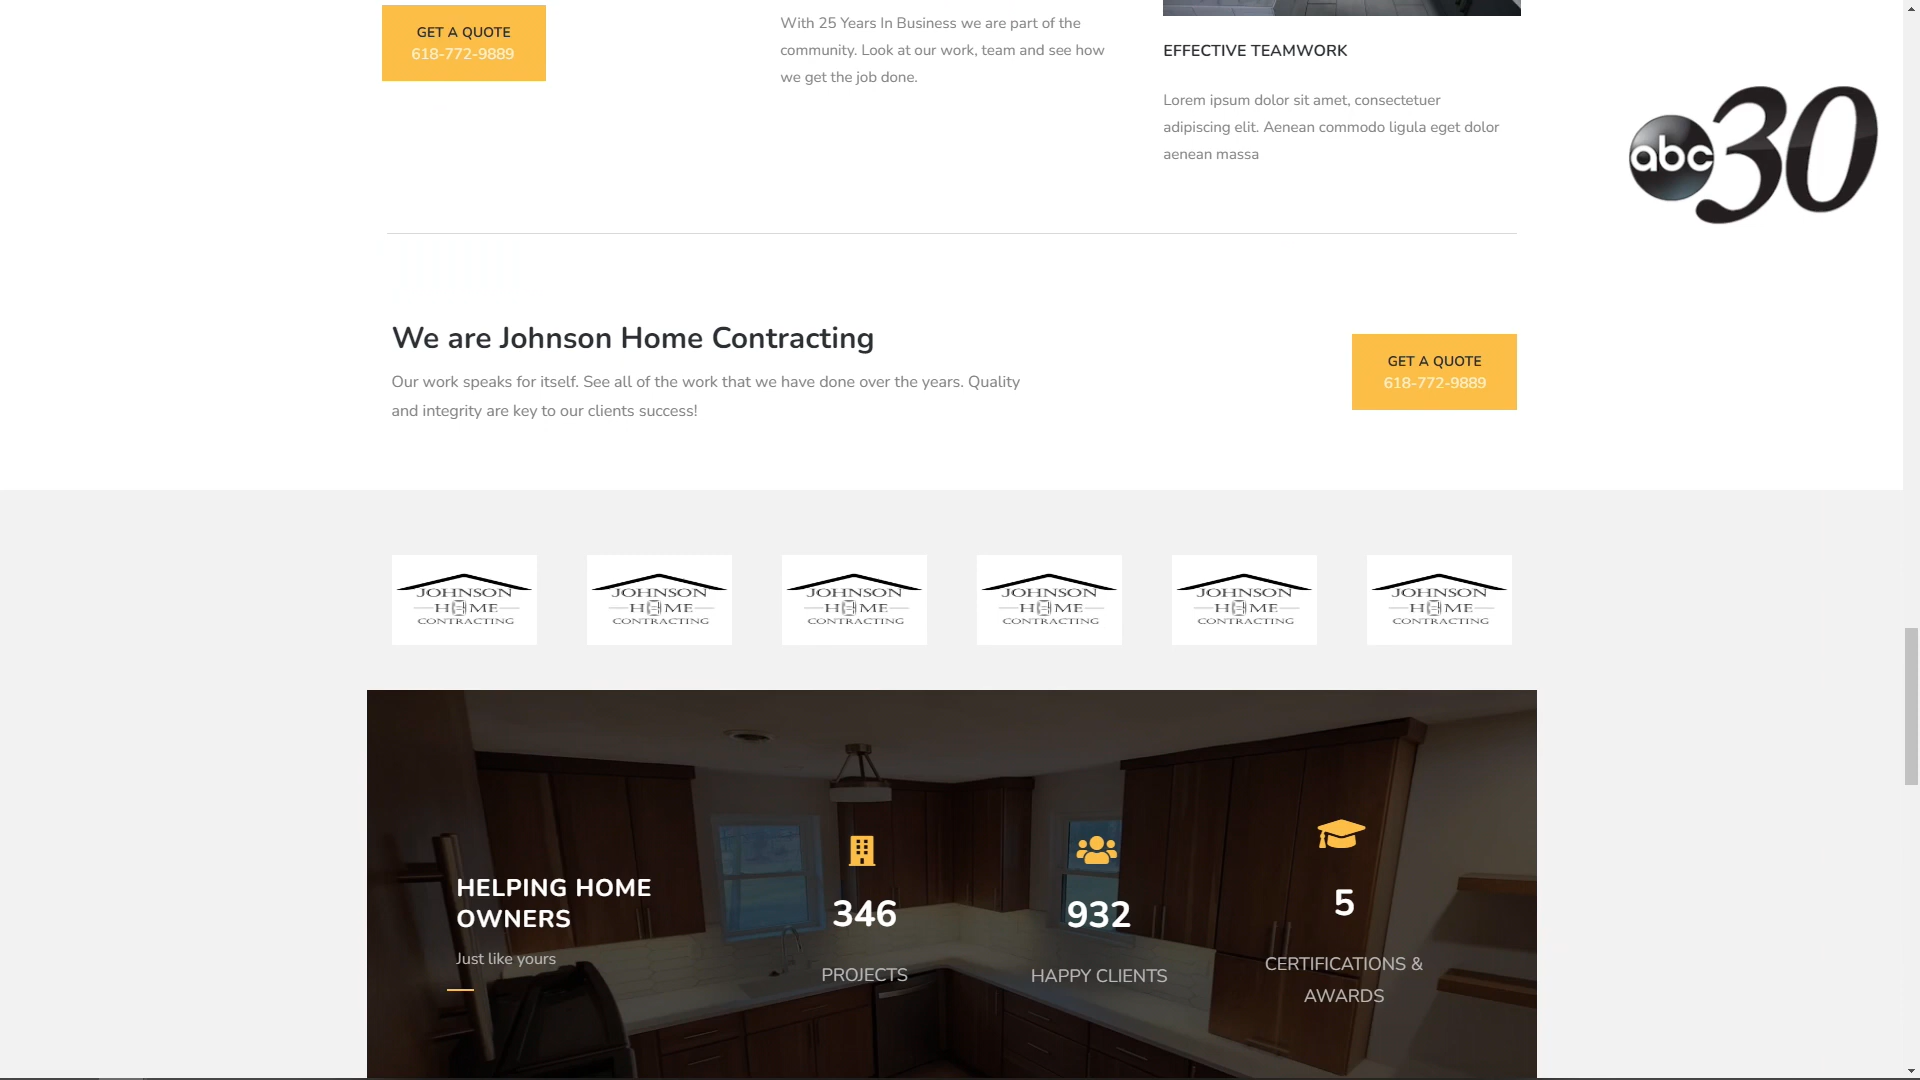 GET A QUOTE
618-772-9889
With 25 Years In Business we are part of the
community. Look at our work, team and see how
we get the job done.
EFFECTIVE TEAMWORK
Lorem ipsum dolor sit amet, consectetuer
adipiscing elit. Aenean commodo ligula eget dolor
aenean massa
abc 30
We are Johnson Home Contracting
Our work speaks for itself. See all of the work that we have done over the years. Quality
and integrity are key to our clients success!
GET A QUOTE
618-772-9889
JOHNSON
HOME
CONTRACTING
JOHNSON
HOME
CONTRACTING
JOHNSON
HOME
CONTRACTING
JOHNSON
HOME
CONTRACTING
JOHNSON
HOME
CONTRACTING
JOHNSON
HOME
CONTRACTING
HELPING HOME
OWNERS
Just like yours
346
PROJECTS
932
HAPPY CLIENTS
5
CERTIFICATIONS &
AWARDS